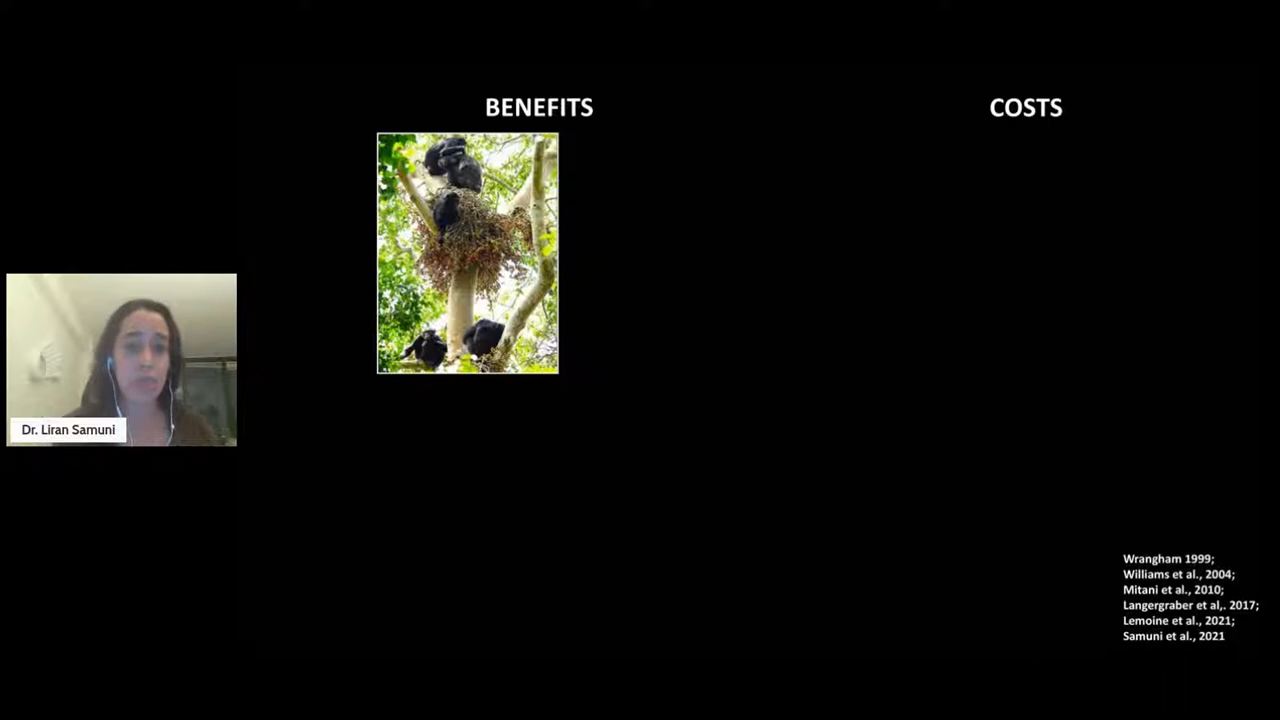 BENEFITS
COSTS
Dr. Liran Samuni
Wrangham 1999;
Williams et al., 2004;
Mitani et al., 2010;
Langergraber et al,. 2017;
Lemoine et al., 2021;
Samuni et al., 2021